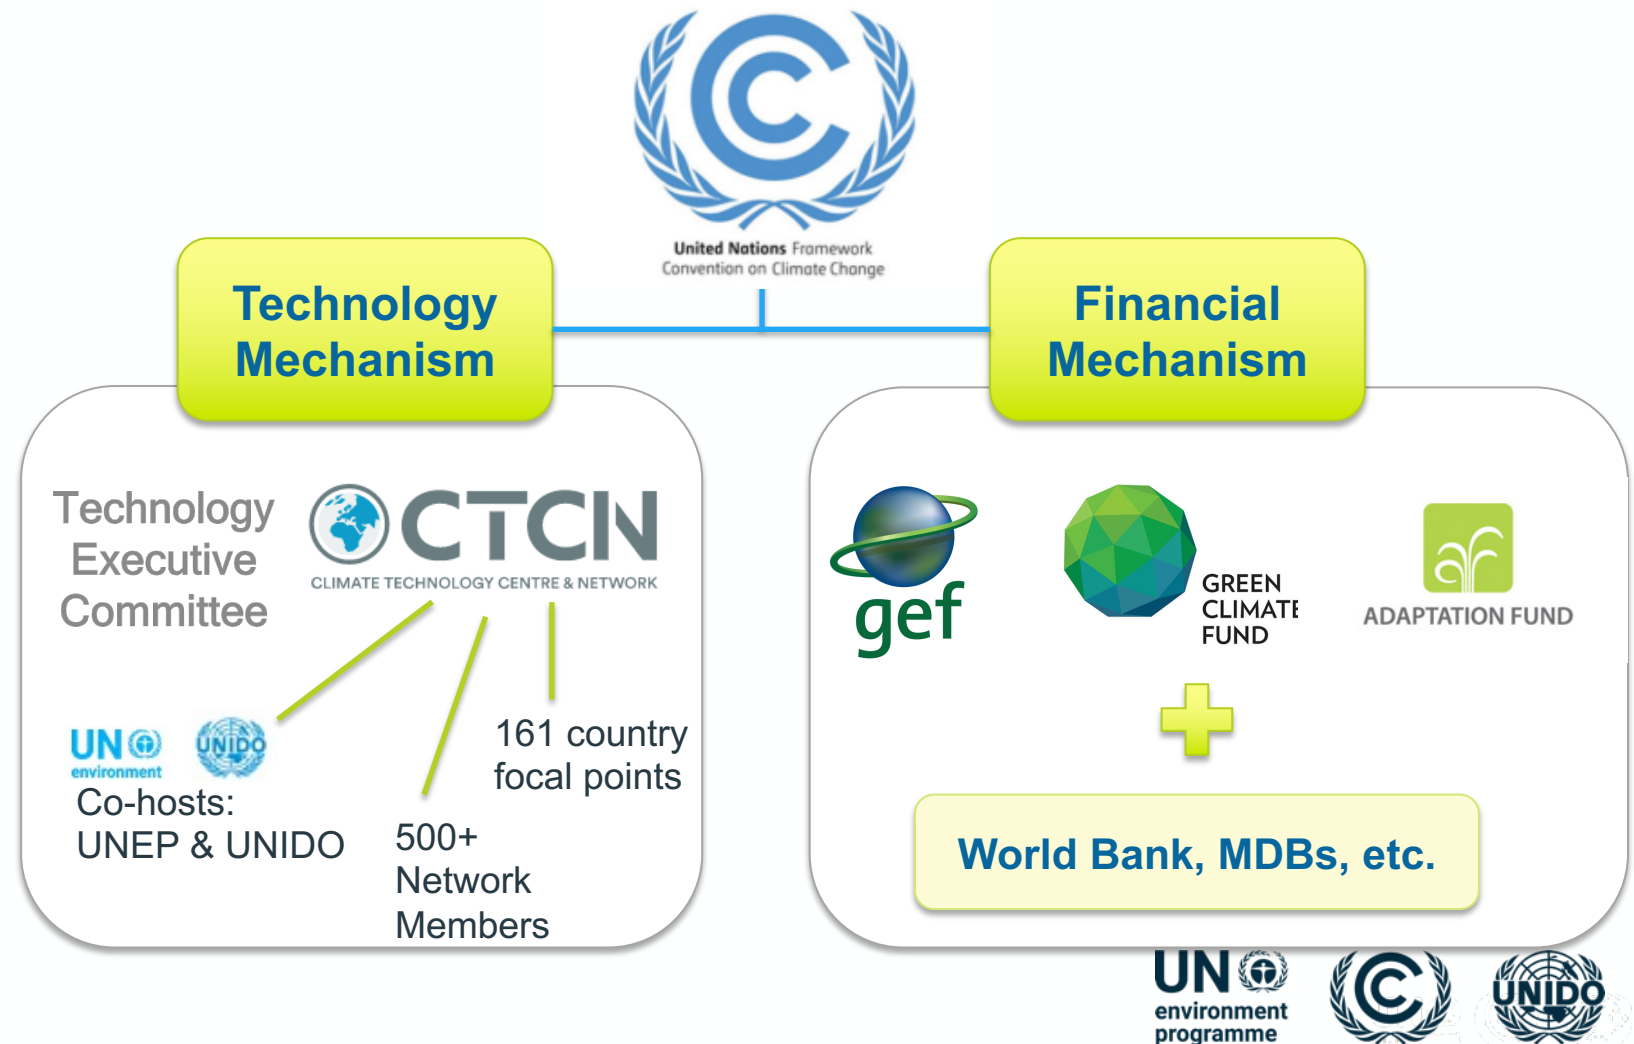 United Nations Framework
Convention on Climate Change
Technology
Mechanism
Financial
Mechanism
Technology
Executive
Committee
CTCN
CLIMATE TECHNOLOGY CENTRE & NETWORK
UN
environment
UNIDO
Co-hosts:
UNEP & UNIDO
500+
Network
Members
161 country
focal points
gef
GREEN
CLIMATE
FUND
af
ADAPTATION FUND
World Bank, MDBs, etc.
UN
environment
programme
UNIDO